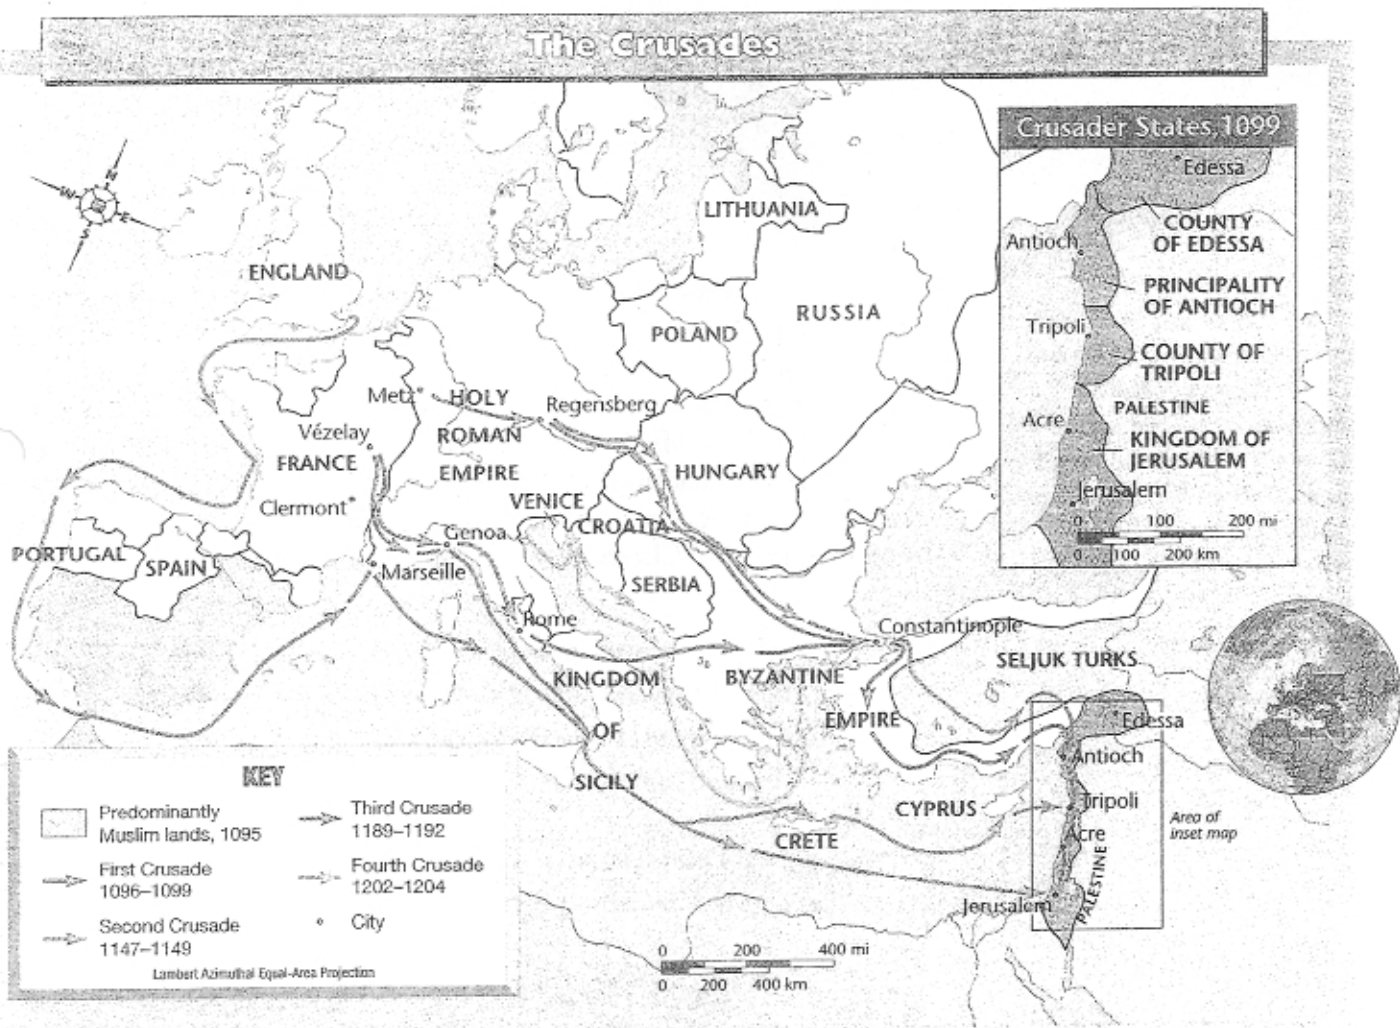 The Crusades
Crusader States, 1099
Edessa
COUNTY
OF EDESSA
Antioch
PRINCIPALITY
OF ANTIOCH
Tripoli
COUNTY OF
TRIPOLI
PALESTINE
Acre
KINGDOM OF
JERUSALEM
Jerusalem
0 100 200 mi
0 100 200 km
N
W
E
S
ENGLAND
LITHUANIA
RUSSIA
POLAND
Metz
HOLY
ROMAN
EMPIRE
Regensberg
Vézelay
FRANCE
Clermont
HUNGARY
VENICE
CROATIA
Genoa
PORTUGAL
SPAIN
Marseille
SERBIA
Rome
Constantinople
SELJUK TURKS
KINGDOM
OF
SICILY
BYZANTINE
EMPIRE
Edessa
Antioch
CYPRUS
Tripoli
Area of
inset map
CRETE
Acre
PALESTINE
Jerusalem
0 200 400 mi
0 200 400 km
KEY
Predominantly
Muslim lands, 1095
First Crusade
1096–1099
Second Crusade
1147–1149
Third Crusade
1189–1192
Fourth Crusade
1202–1204
City
Lambert Azimuthal Equal-Area Projection